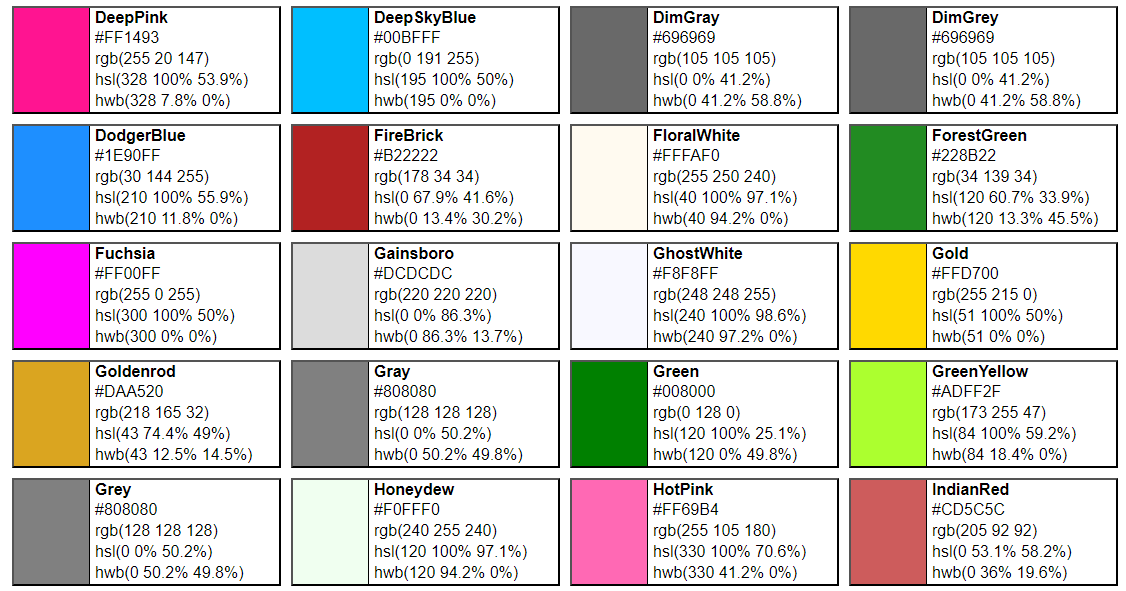 DeepPink
#FF1493
rgb(255 20 147)
hsl(328 100% 53.9%)
hwb(328 7.8% 0%)
DeepSkyBlue
#00BFFF
rgb(0 191 255)
hsl(195 100% 50%)
hwb(195 0% 0%)
DimGray
#696969
rgb(105 105 105)
hsl(0 0% 41.2%)
hwb(0 41.2% 58.8%)
DimGrey
#696969
rgb(105 105 105)
hsl(0 0% 41.2%)
hwb(0 41.2% 58.8%)
DodgerBlue
#1E90FF
rgb(30 144 255)
hsl(210 100% 55.9%)
hwb(210 11.8% 0%)
FireBrick
#B22222
rgb(178 34 34)
hsl(0 67.9% 41.6%)
hwb(0 13.4% 30.2%)
FloralWhite
#FFFAF0
rgb(255 250 240)
hsl(40 100% 97.1%)
hwb(40 94.2% 0%)
ForestGreen
#228B22
rgb(34 139 34)
hsl(120 60.7% 33.9%)
hwb(120 13.3% 45.5%)
Fuchsia
#FF00FF
rgb(255 0 255)
hsl(300 100% 50%)
hwb(300 0% 0%)
Gainsboro
#DCDCDC
rgb(220 220 220)
hsl(0 0% 86.3%)
hwb(0 86.3% 13.7%)
GhostWhite
#F8F8FF
rgb(248 248 255)
hsl(240 100% 98.6%)
hwb(240 97.2% 0%)
Gold
#FFD700
rgb(255 215 0)
hsl(51 100% 50%)
hwb(51 0% 0%)
Goldenrod
#DAA520
rgb(218 165 32)
hsl(43 74.4% 49%)
hwb(43 12.5% 14.5%)
Gray
#808080
rgb(128 128 128)
hsl(0 0% 50.2%)
hwb(0 50.2% 49.8%)
Green
#008000
rgb(0 128 0)
hsl(120 100% 25.1%)
hwb(120 0% 49.8%)
GreenYellow
#ADFF2F
rgb(173 255 47)
hsl(84 100% 59.2%)
hwb(84 18.4% 0%)
Grey
#808080
rgb(128 128 128)
hsl(0 0% 50.2%)
hwb(0 50.2% 49.8%)
Honeydew
#F0FFF0
rgb(240 255 240)
hsl(120 100% 97.1%)
hwb(120 94.2% 0%)
HotPink
#FF69B4
rgb(255 105 180)
hsl(330 100% 70.6%)
hwb(330 41.2% 0%)
IndianRed
#CD5C5C
rgb(205 92 92)
hsl(0 53.1% 58.2%)
hwb(0 36% 19.6%)